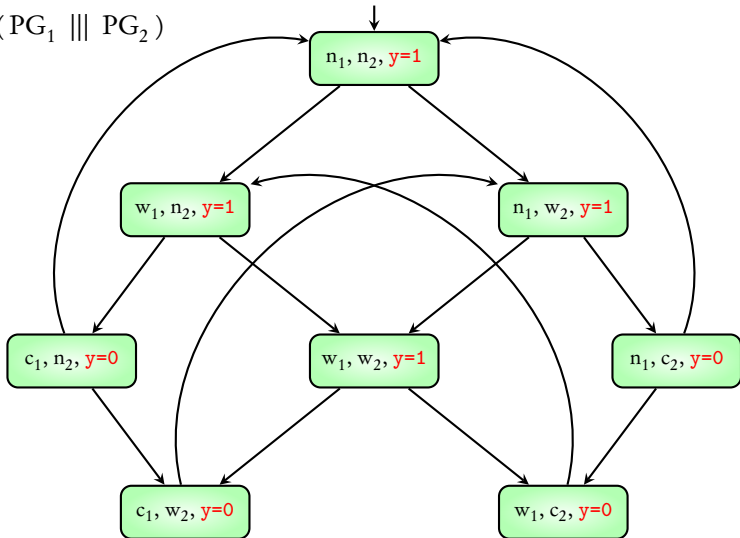 (PG₁ ||| PG₂)
n₁, n₂, y=1
w₁, n₂, y=1
n₁, w₂, y=1
c₁, n₂, y=0
w₁, w₂, y=1
n₁, c₂, y=0
c₁, w₂, y=0
w₁, c₂, y=0